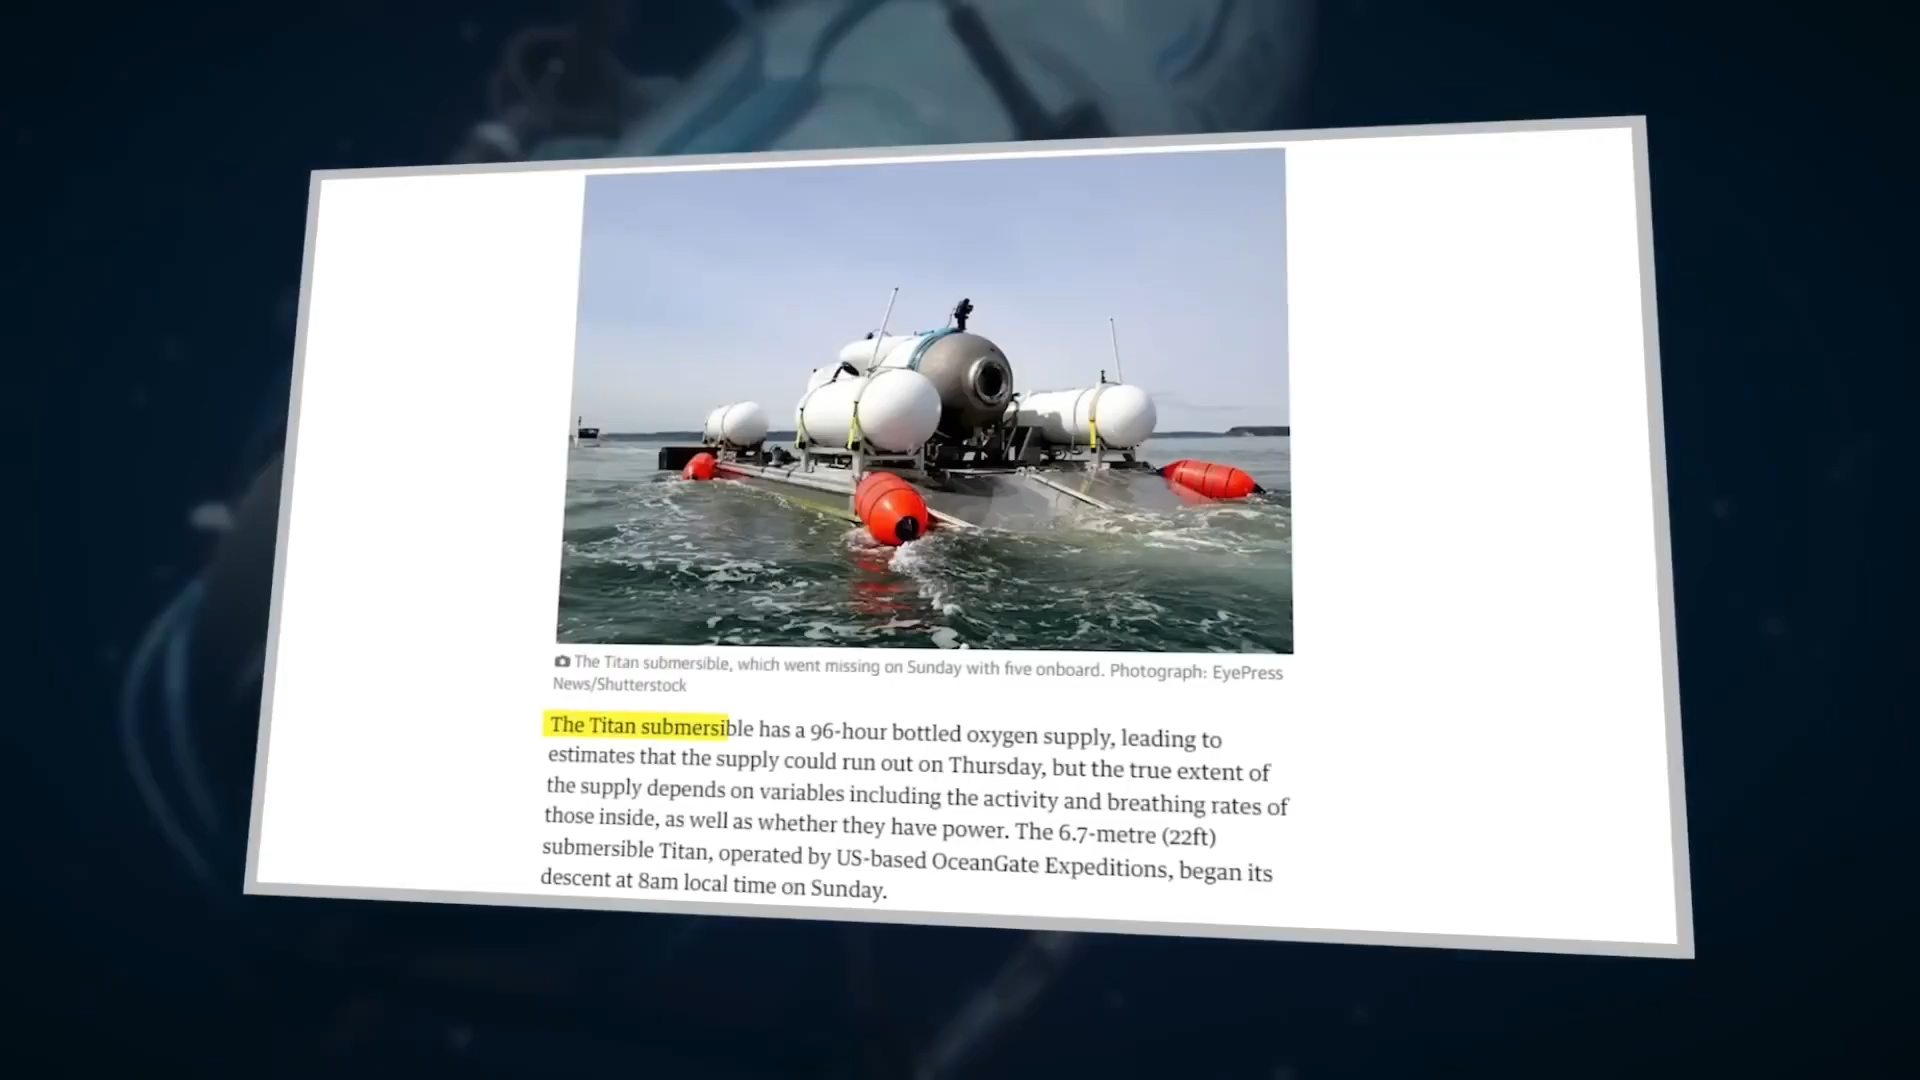 The Titan submersible, which went missing on Sunday with five onboard. Photograph: EyePress
News/Shutterstock
The Titan submersible has a 96-hour bottled oxygen supply, leading to
estimates that the supply could run out on Thursday, but the true extent of
the supply depends on variables including the activity and breathing rates of
those inside, as well as whether they have power. The 6.7-metre (22ft)
submersible Titan, operated by US-based OceanGate Expeditions, began its
descent at 8am local time on Sunday.